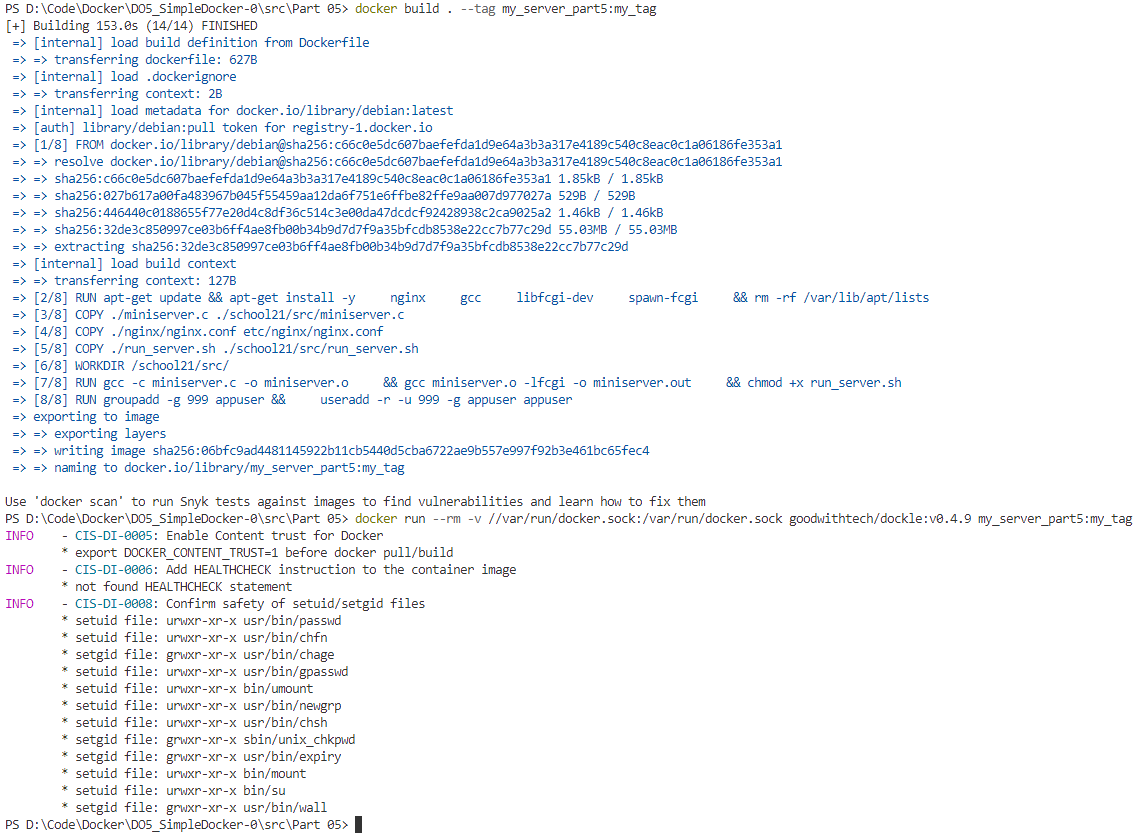 PS D:\Code\Docker\DO5_SimpleDocker-0\src\Part 05> docker build . --tag my_server_part5:my_tag
[+] Building 153.0s (14/14) FINISHED
=> [internal] load build definition from Dockerfile
=> => transferring dockerfile: 627B
=> [internal] load .dockerignore
=> => transferring context: 2B
=> [internal] load metadata for docker.io/library/debian:latest
=> [auth] library/debian:pull token for registry-1.docker.io
=> [1/8] FROM docker.io/library/debian@sha256:c66c0e5dc607baefefda1d9e64a3b3a317e4189c540c8eac0c1a06186fe353a1
=> => resolve docker.io/library/debian@sha256:c66c0e5dc607baefefda1d9e64a3b3a317e4189c540c8eac0c1a06186fe353a1
=> => sha256:c66c0e5dc607baefefda1d9e64a3b3a317e4189c540c8eac0c1a06186fe353a1 1.85kB / 1.85kB
=> => sha256:027b617a00fa483967b045f55459aa12da6f751e6ffbe82ffe9aa007d977027a 529B / 529B
=> => sha256:446440c0188655f77e20d4c8df36c514c3e00da47dcdcf92428938c2ca9025a2 1.46kB / 1.46kB
=> => sha256:32de3c850997ce03b6ff4ae8fb00b34b9d7d7f9a35bfcdb8538e22cc7b77c29d 55.03MB / 55.03MB
=> => extracting sha256:32de3c850997ce03b6ff4ae8fb00b34b9d7d7f9a35bfcdb8538e22cc7b77c29d
=> [internal] load build context
=> => transferring context: 127B
=> [2/8] RUN apt-get update && apt-get install -y     nginx     gcc     libfcgi-dev     spawn-fcgi     && rm -rf /var/lib/apt/lists
=> [3/8] COPY ./miniserver.c ./school21/src/miniserver.c
=> [4/8] COPY ./nginx/nginx.conf etc/nginx/nginx.conf
=> [5/8] COPY ./run_server.sh ./school21/src/run_server.sh
=> [6/8] WORKDIR /school21/src/
=> [7/8] RUN gcc -c miniserver.c -o miniserver.o     && gcc miniserver.o -lfcgi -o miniserver.out     && chmod +x run_server.sh
=> [8/8] RUN groupadd -g 999 appuser &&     useradd -r -u 999 -g appuser appuser
=> exporting to image
=> => exporting layers
=> => writing image sha256:06bfc9ad4481145922b11cb5440d5cba6722ae9b557e997f92b3e461bc65fec4
=> => naming to docker.io/library/my_server_part5:my_tag
Use 'docker scan' to run Snyk tests against images to find vulnerabilities and learn how to fix them
PS D:\Code\Docker\DO5_SimpleDocker-0\src\Part 05> docker run --rm -v //var/run/docker.sock:/var/run/docker.sock goodwithtech/dockle:v0.4.9 my_server_part5:my_tag
INFO    - CIS-DI-0005: Enable Content trust for Docker
* export DOCKER_CONTENT_TRUST=1 before docker pull/build
INFO    - CIS-DI-0006: Add HEALTHCHECK instruction to the container image
* not found HEALTHCHECK statement
INFO    - CIS-DI-0008: Confirm safety of setuid/setgid files
* setuid file: urwxr-xr-x usr/bin/passwd
* setuid file: urwxr-xr-x usr/bin/chfn
* setgid file: grwxr-xr-x usr/bin/chage
* setuid file: urwxr-xr-x usr/bin/gpasswd
* setuid file: urwxr-xr-x bin/umount
* setuid file: urwxr-xr-x usr/bin/newgrp
* setuid file: urwxr-xr-x usr/bin/chsh
* setgid file: grwxr-xr-x sbin/unix_chkpwd
* setgid file: grwxr-xr-x usr/bin/expiry
* setuid file: urwxr-xr-x bin/mount
* setuid file: urwxr-xr-x bin/su
* setgid file: grwxr-xr-x usr/bin/wall
PS D:\Code\Docker\DO5_SimpleDocker-0\src\Part 05>